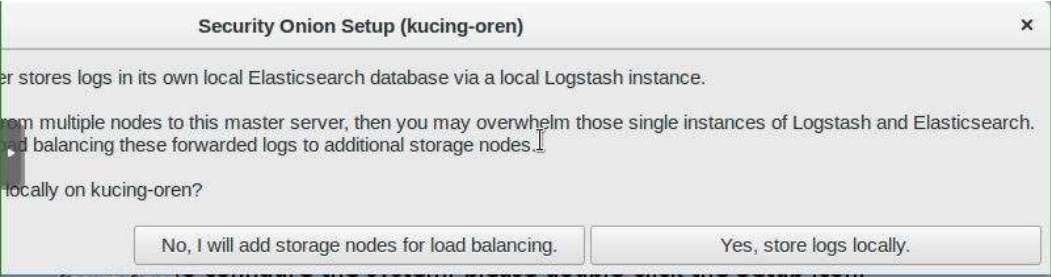 Security Onion Setup (kucing-oren)
×
er stores logs in its own local Elasticsearch database via a local Logstash instance.
rom multiple nodes to this master server, then you may overwhelm those single instances of Logstash and Elasticsearch.
ad balancing these forwarded logs to additional storage nodes.
locally on kucing-oren?
No, I will add storage nodes for load balancing.
Yes, store logs locally.